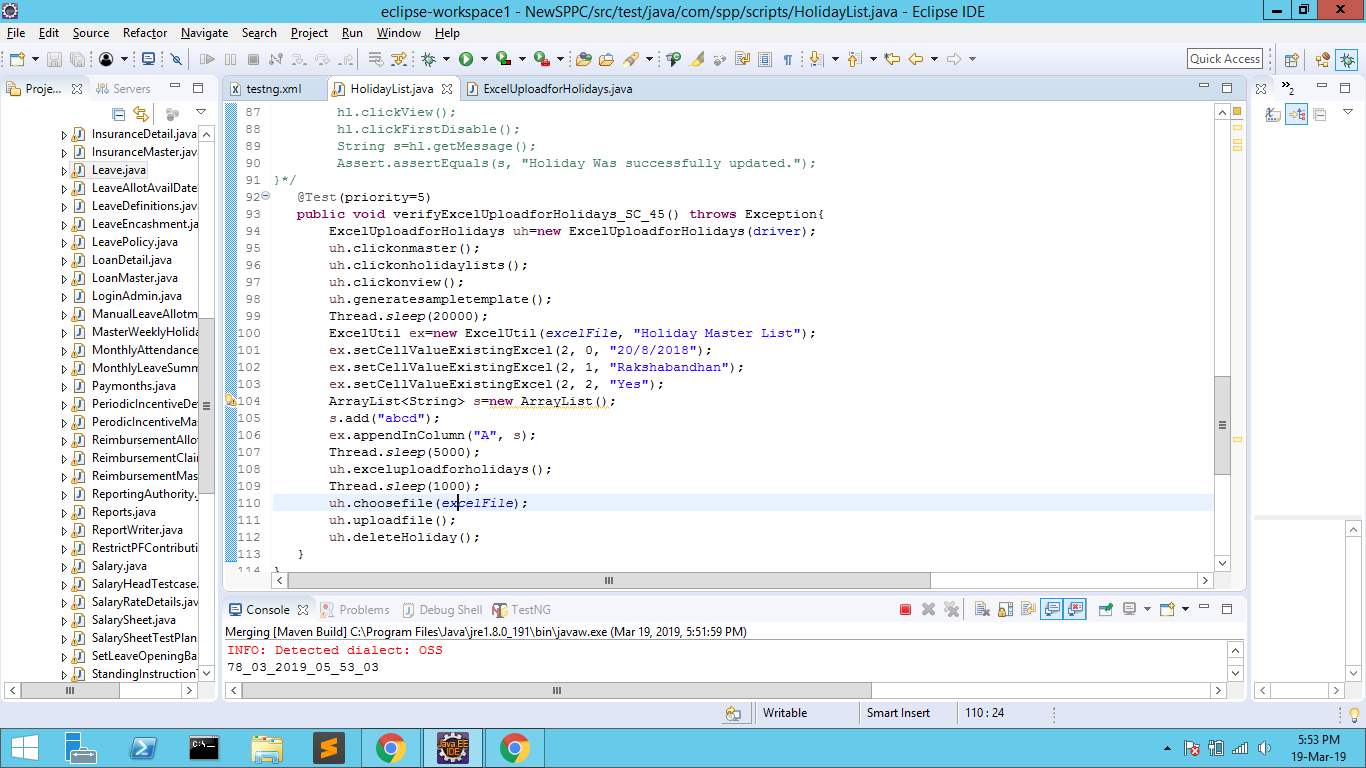 eclipse-workspace1 - NewSPPC/src/test/java/com/spp/scripts/HolidayList.java - Eclipse IDE
File Edit Source Refactor Navigate Search Project Run Window Help
Quick Access
Proje... Servers
testng.xml HolidayList.java ExcelUploadforHolidays.java
2
InsuranceDetail.java
InsuranceMaster.java
Leave.java
LeaveAllotAvailDate
LeaveDefinitions.java
LeaveEncashment.ja
LeavePolicy.java
LoanDetail.java
LoanMaster.java
LoginAdmin.java
ManualLeaveAllotm
MasterWeeklyHolida
MonthlyAttendance
MonthlyLeaveSumm
Paymonths.java
PeriodicIncentiveDe
PerodicIncentiveMa
ReimbursementAllo
ReimbursementClai
ReimbursementMas
ReportingAuthority.
Reports.java
ReportWriter.java
RestrictPFContributi
Salary.java
SalaryHeadTestcase.
SalaryRateDetails.jav
SalarySheet.java
SalarySheetTestPlan
SetLeaveOpeningBa
StandingInstruction
87 hl.clickView();
88 hl.clickFirstDisable();
89 String s=hl.getMessage();
90 Assert.assertEquals(s, "Holiday Was successfully updated.");
91 }*/
92 @Test(priority=5)
93 public void verifyExcelUploadforHolidays_SC_45() throws Exception{
94 ExcelUploadforHolidays uh=new ExcelUploadforHolidays(driver);
95 uh.clickonmaster();
96 uh.clickonholidaylists();
97 uh.clickonview();
98 uh.generatesampletemplate();
99 Thread.sleep(20000);
100 ExcelUtil ex=new ExcelUtil(excelFile, "Holiday Master List");
101 ex.setCellValueExistingExcel(2, 0, "20/8/2018");
102 ex.setCellValueExistingExcel(2, 1, "Rakshabandhan");
103 ex.setCellValueExistingExcel(2, 2, "Yes");
104 ArrayList<String> s=new ArrayList();
105 s.add("abcd");
106 ex.appendInColumn("A", s);
107 Thread.sleep(5000);
108 uh.exceluploadforholidays();
109 Thread.sleep(1000);
110 uh.choosefile(excelFile);
111 uh.uploadfile();
112 uh.deleteHoliday();
113 }
114 }
Console Problems Debug Shell TestNG
Merging [Maven Build] C:\Program Files\Java\jre1.8.0_191\bin\javaw.exe (Mar 19, 2019, 5:51:59 PM)
INFO: Detected dialect: OSS
78_03_2019_05_53_03
Writable Smart Insert 110 : 24
Java EE
IDE
5:53 PM
19-Mar-19